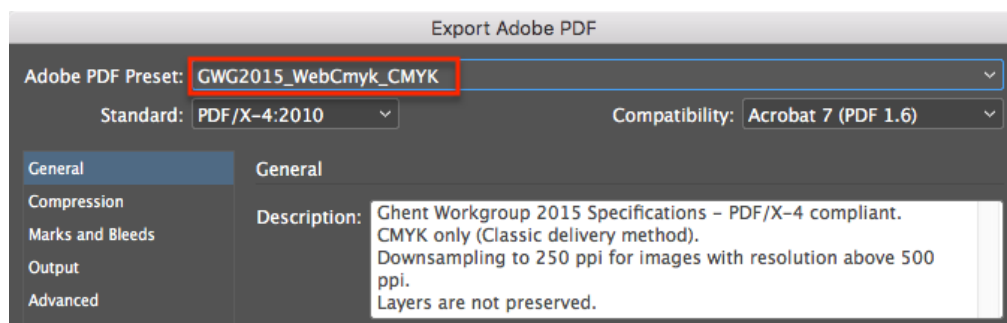 Export Adobe PDF
Adobe PDF Preset: GWG2015_WebCmyk_CMYK
Standard: PDF/X-4:2010 Compatibility: Acrobat 7 (PDF 1.6)
General
Compression
Marks and Bleeds
Output
Advanced
General
Description: Ghent Workgroup 2015 Specifications – PDF/X-4 compliant.
CMYK only (Classic delivery method).
Downsampling to 250 ppi for images with resolution above 500
ppi.
Layers are not preserved.